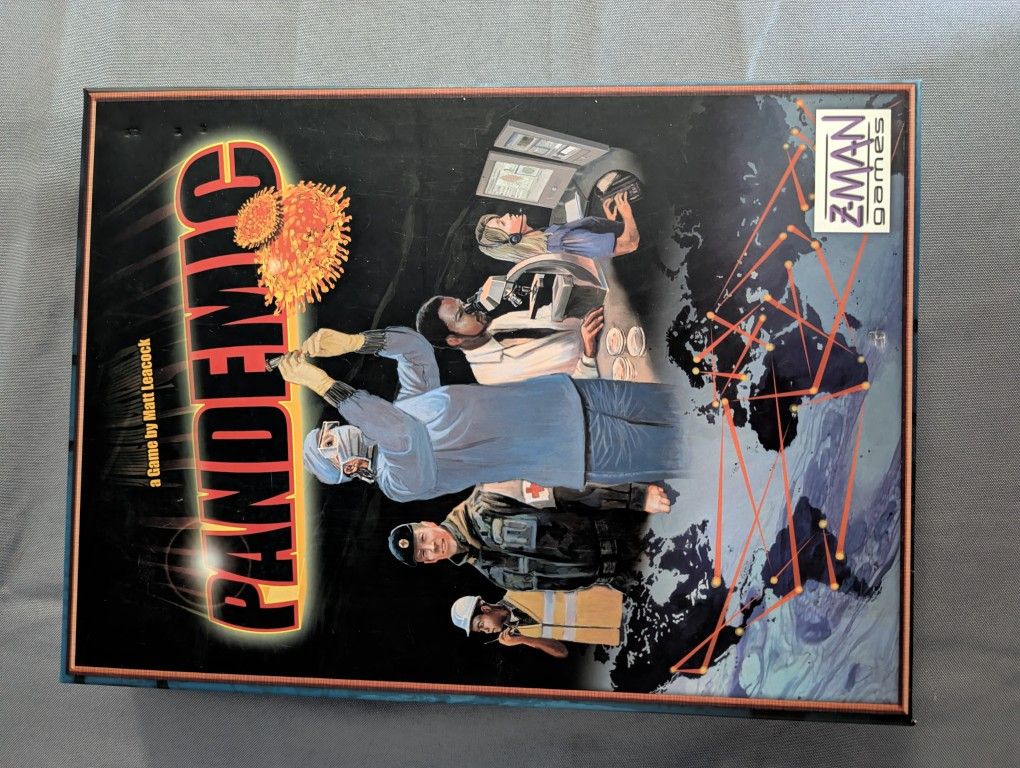 a Game by Matt Leacock
PANDEMIC
Z-MAN
games